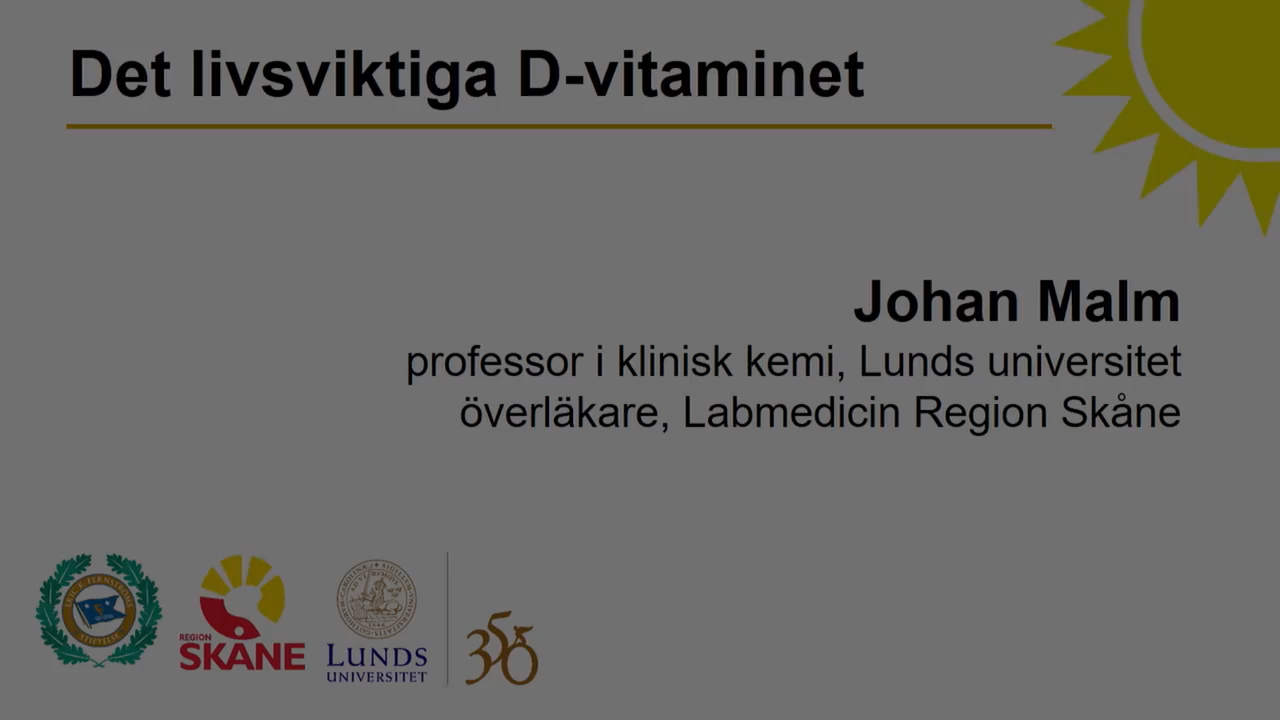 Det livsviktiga D-vitaminet
Johan Malm
professor i klinisk kemi, Lunds universitet
överläkare, Labmedicin Region Skåne
STIFTELSE
REGION
SKÅNE
LUNDS
UNIVERSITET
350